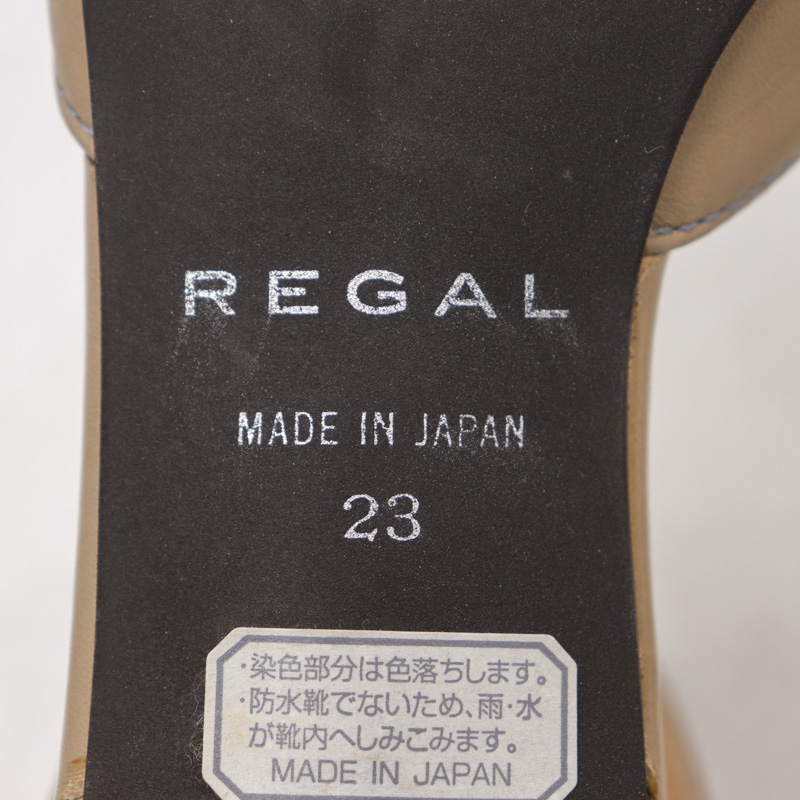 REGAL
MADE IN JAPAN
23
・染色部分は色落ちします。
・防水靴でないため、雨・水
が靴内へしみこみます。
MADE IN JAPAN